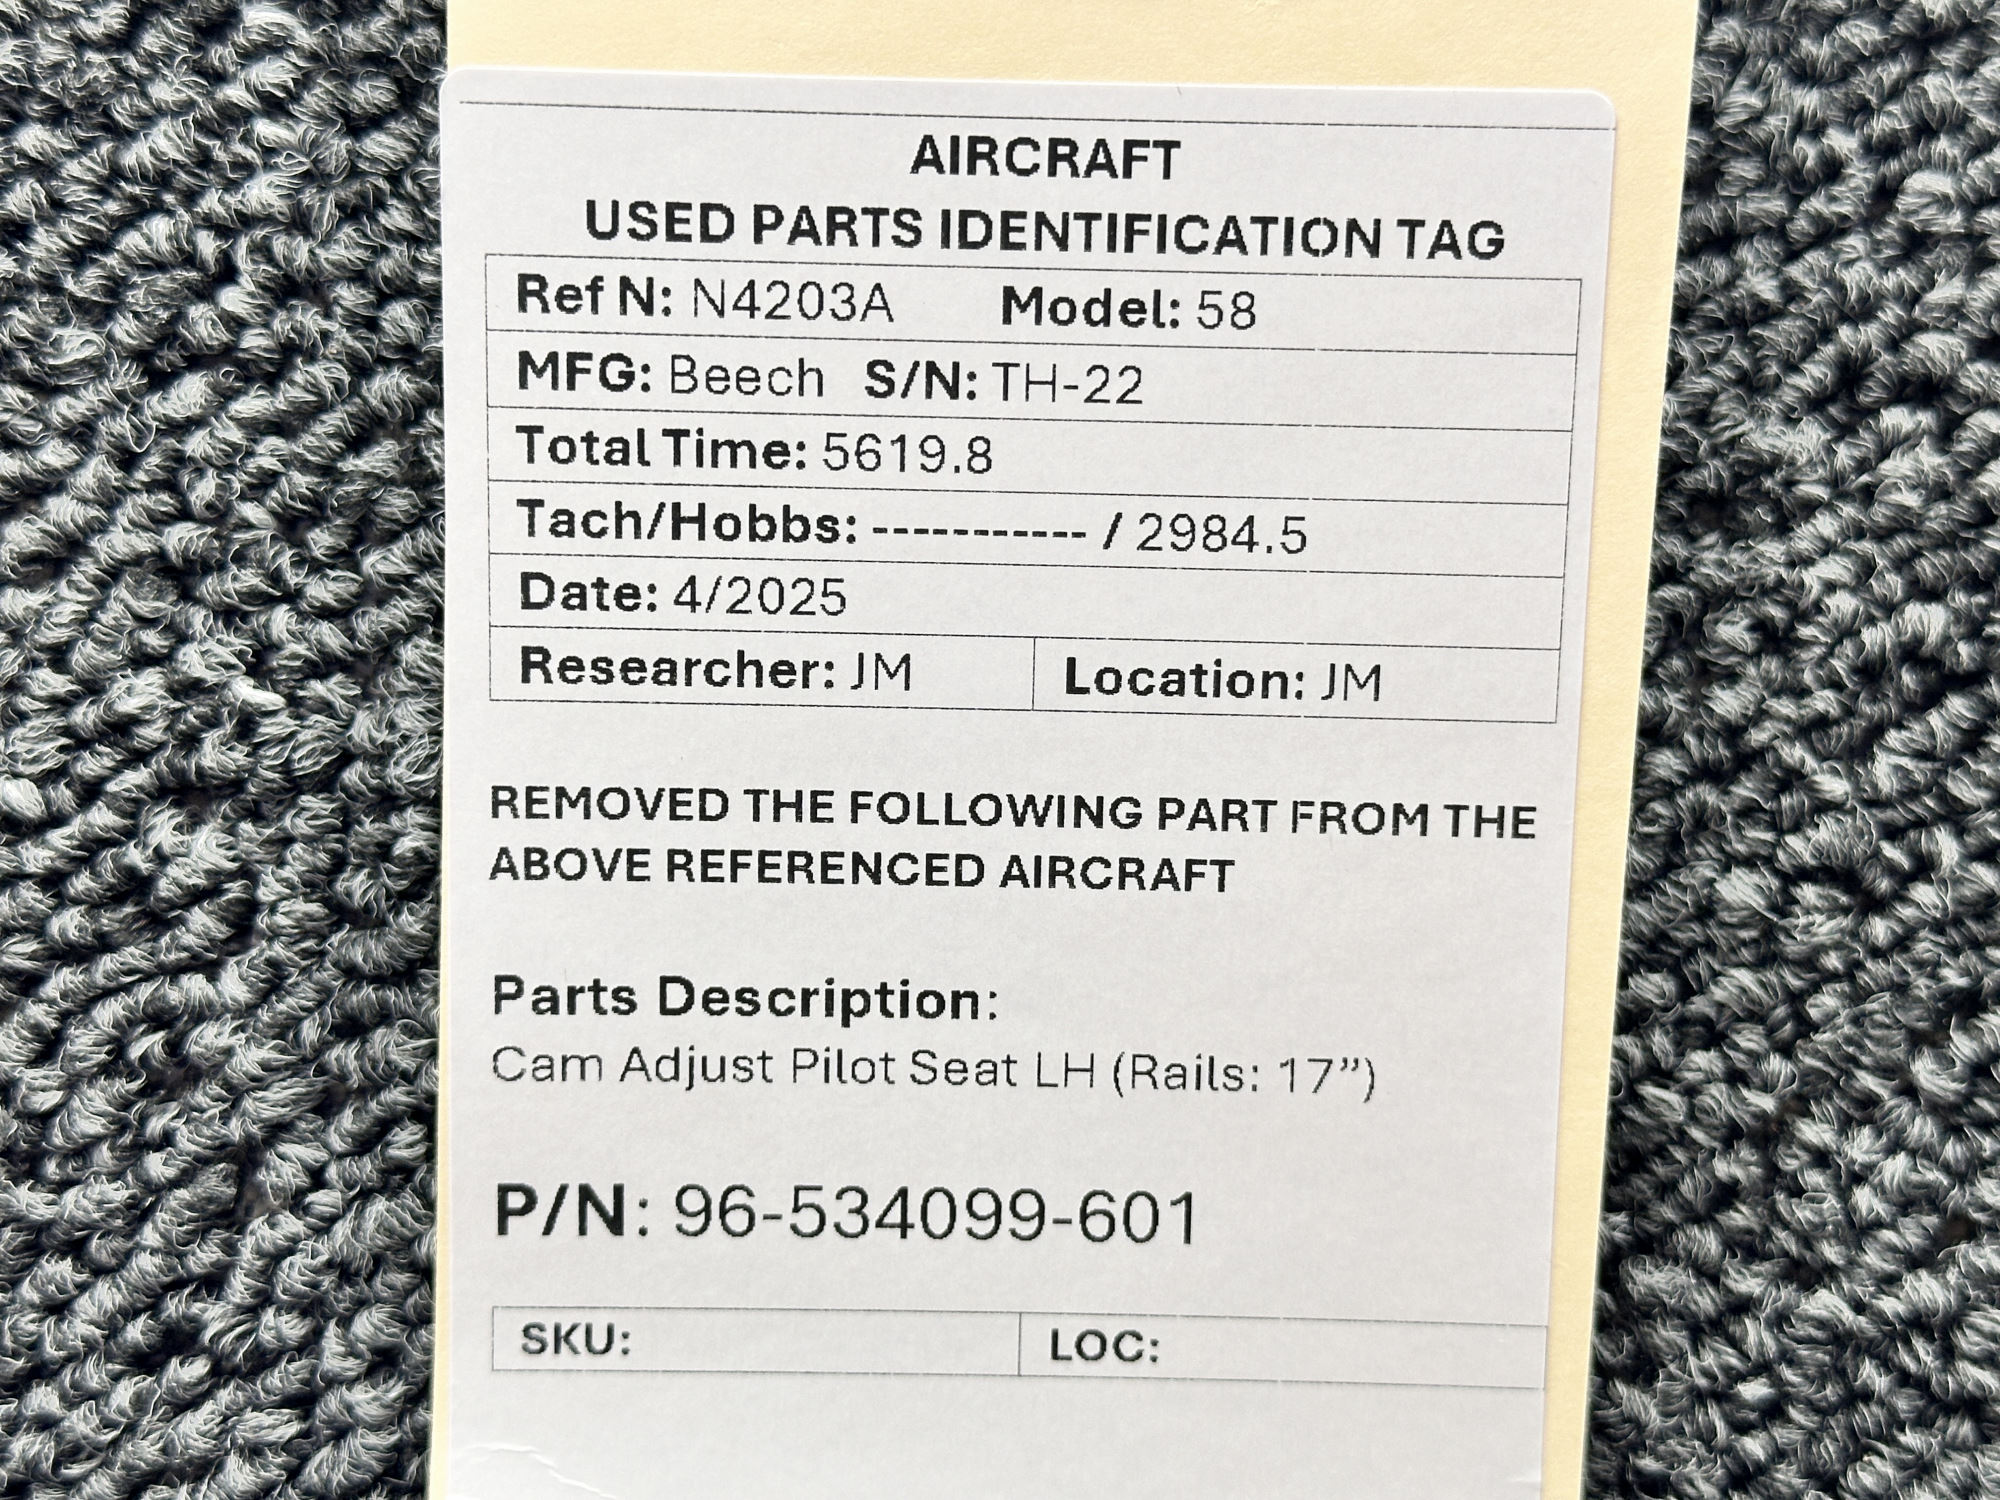 AIRCRAFT
USED PARTS IDENTIFICATION TAG
Ref N: N4203A Model: 58
MFG: Beech S/N: TH-22
Total Time: 5619.8
Tach/Hobbs: ----------- / 2984.5
Date: 4/2025
Researcher: JM Location: JM
REMOVED THE FOLLOWING PART FROM THE
ABOVE REFERENCED AIRCRAFT
Parts Description:
Cam Adjust Pilot Seat LH (Rails: 17”)
P/N: 96-534099-601
SKU: LOC: